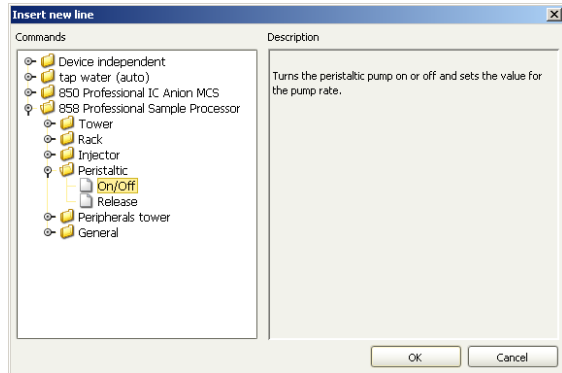 Insert new line
Commands
Description
Device independent
tap water (auto)
850 Professional IC Anion MCS
858 Professional Sample Processor
Tower
Rack
Injector
Peristaltic
On/Off
Release
Peripherals tower
General
Turns the peristaltic pump on or off and sets the value for
the pump rate.
OK
Cancel